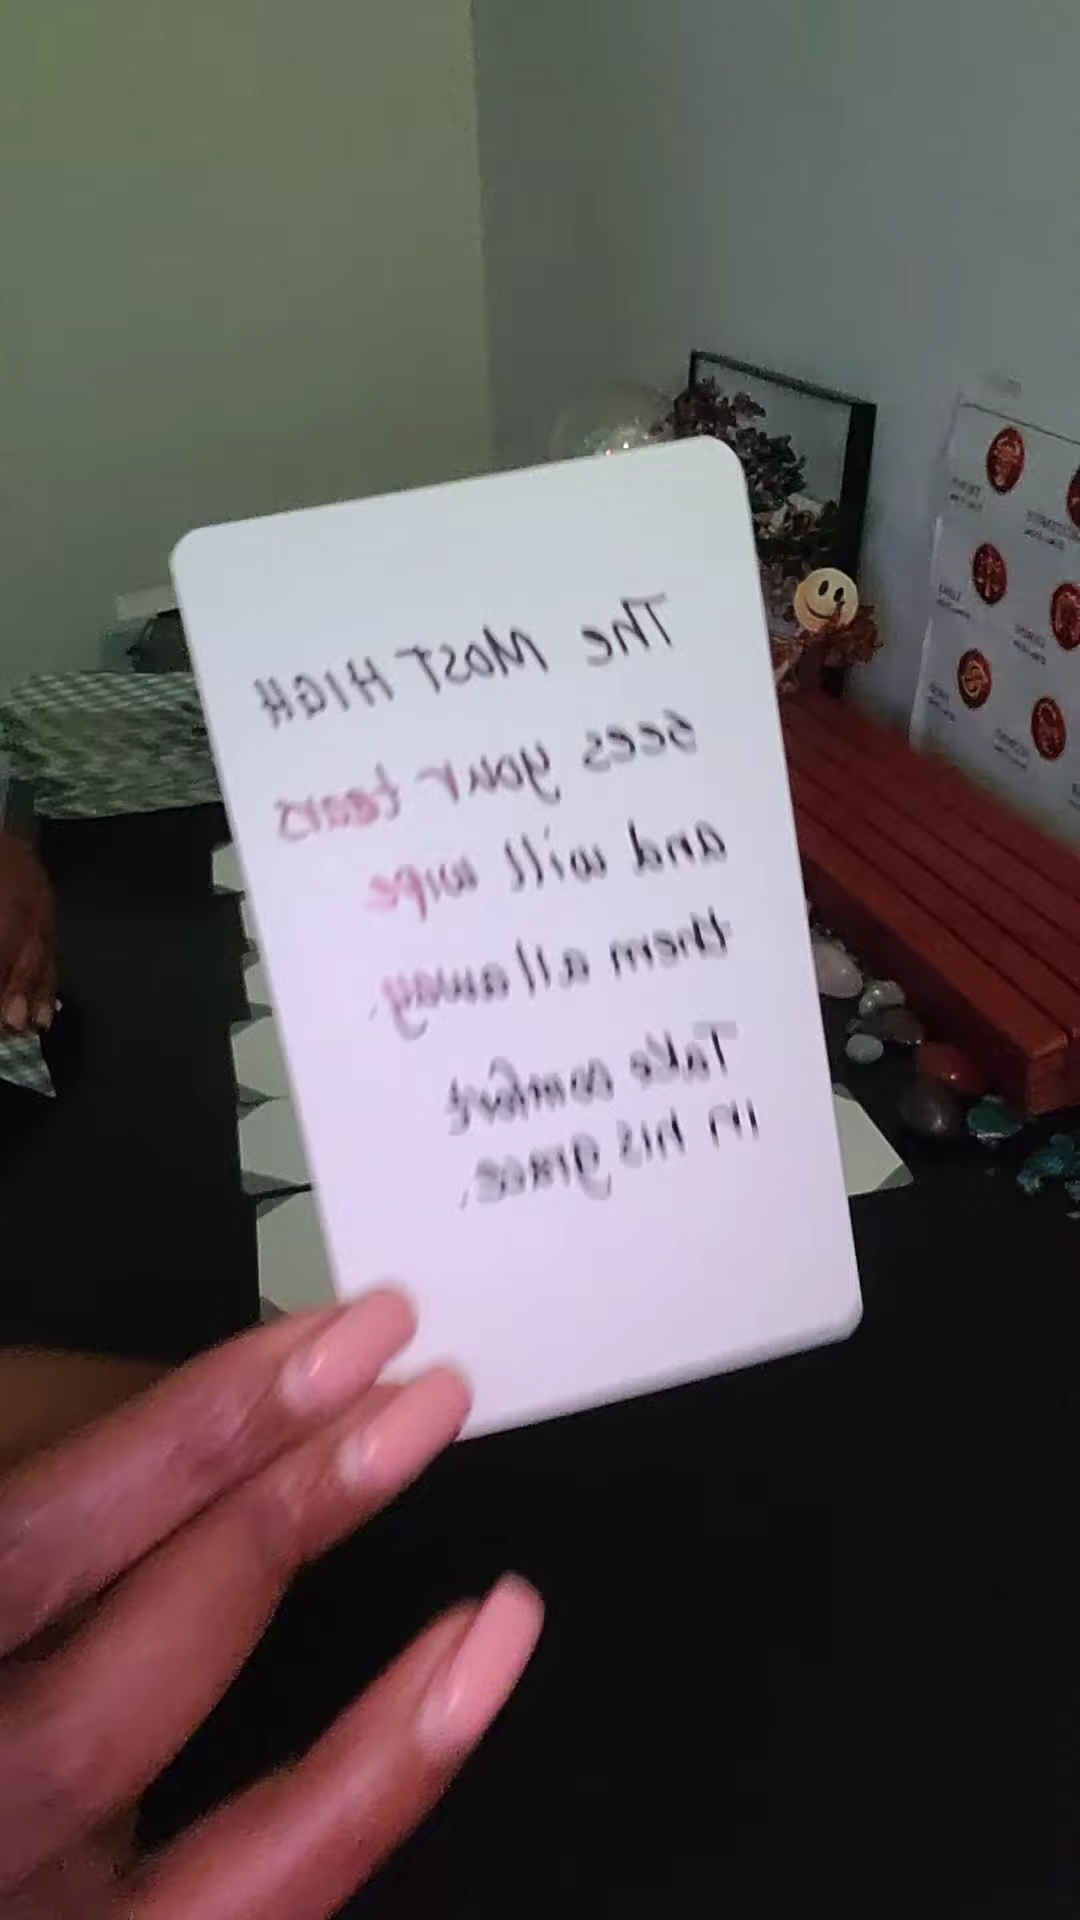 The MOST HIGH
sees your tears
and will wipe
them all away.
Take comfort
in his grace.